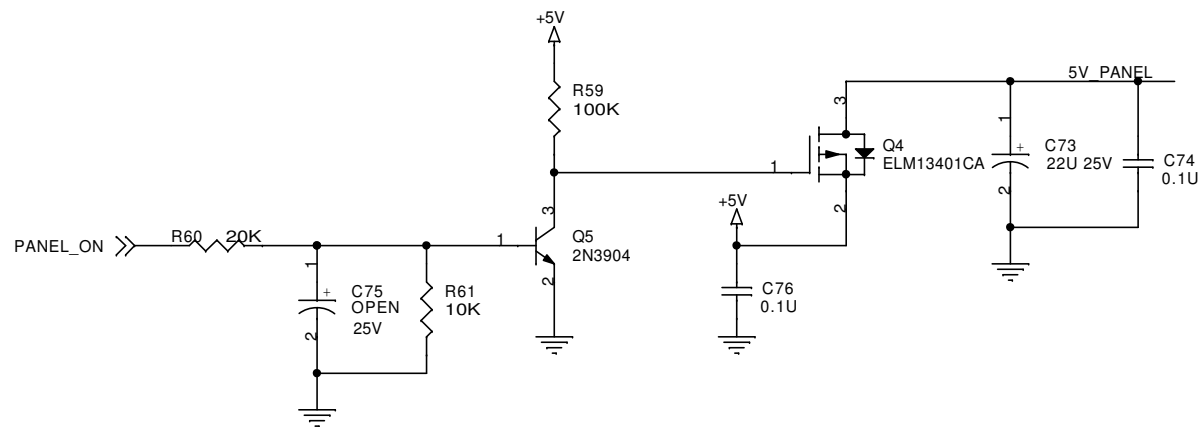 +5V
R59
100K
5V_PANEL
3
1
Q4
ELM13401CA
1
+
C73
22U 25V
2
C74
0.1U
2
+5V
PANEL_ON
R60 20K
3
1
Q5
2N3904
2
1
+
C75
OPEN
25V
2
R61
10K
C76
0.1U